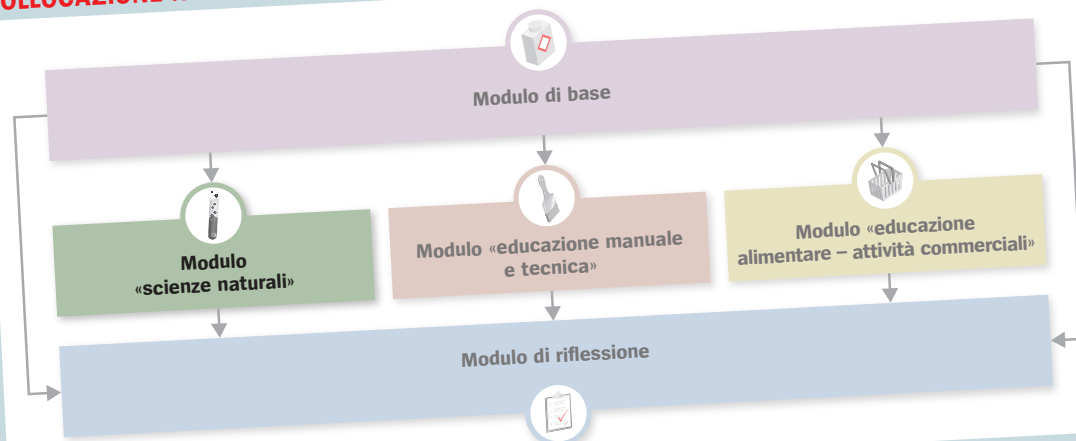 Modulo di base
Modulo
«scienze naturali»
Modulo «educazione manuale
e tecnica»
Modulo «educazione
alimentare – attività commerciali»
Modulo di riflessione